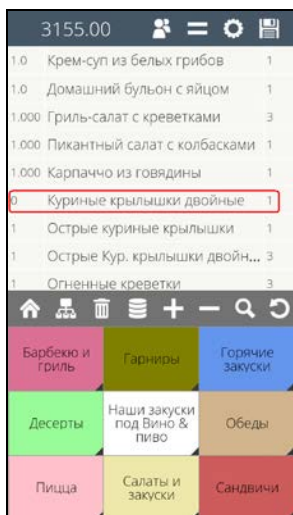 3155.00
1.0 Крем-суп из белых грибов 1
1.0 Домашний бульон с яйцом 1
1.000 Гриль-салат с креветками 3
1.000 Пикантный салат с колбасками 1
1.000 Карпаччо из говядины 1
0 Куриные крылышки двойные 1
1 Острые куриные крылышки 1
1 Острые Кур. крылышки двойн... 3
1 Огненные креветки 3
Барбекю и
гриль
Гарниры
Горячие
закуски
Десерты
Наши закуски
под Вино &
пиво
Обеды
Пицца
Салаты и
закуски
Сандвичи